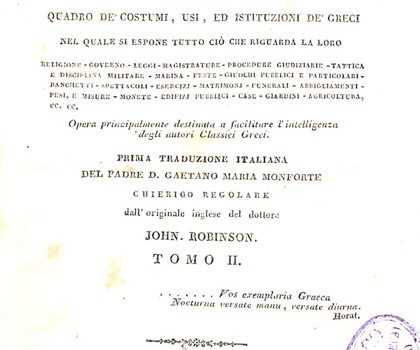 QUADRO DE' COSTUMI, USI, ED ISTITUZIONI DE' GRECI
NEL QUALE SI ESPONE TUTTO CIÒ CHE RIGUARDA LA LORO
RELIGIONE - GOVERNO - LEGGI - MAGISTRATURE - PROCEDURE GIUDIZIARIE - TATTICA
E DISCIPLINA MILITARE - MARINA - FESTE - GIUOCHI PUBBLICI E PARTICOLARI -
BANCHETTI - SPETTACOLI - ESERCIZJ - MATRIMONJ - FUNERALI - ABBIGLIAMENTI -
PESI, E MISURE - MONETE - EDIFIZJ PUBBLICI - CASE - GIARDINI - AGRICOLTURA,
CC. CC.
Opera principalmente destinata a facilitare l'intelligenza
degli autori Classici Greci.
PRIMA TRADUZIONE ITALIANA
DEL PADRE D. GAETANO MARIA MONFORTE
CHIERIGO REGOLARE
dall'originale inglese del dottore
JOHN. ROBINSON.
TOMO II.
. . . . . . . Vos exemplaria Graeca
Nocturna versate manu, versate diurna.
Horat.